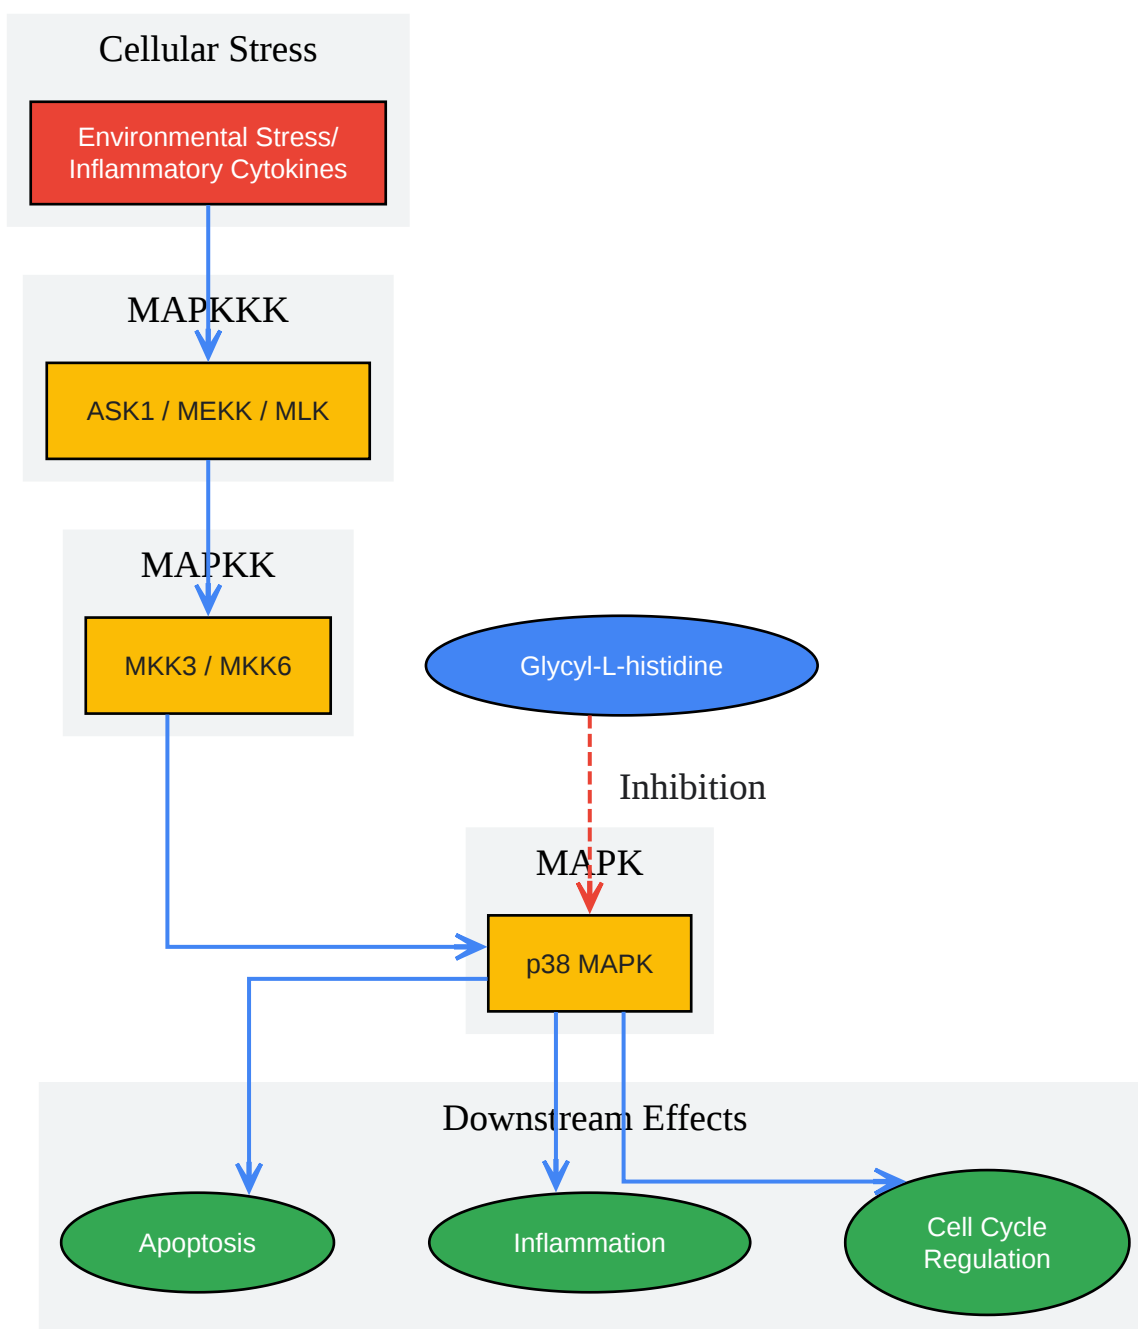 Cellular Stress
Environmental Stress/
Inflammatory Cytokines
MAPKKK
ASK1 / MEKK / MLK
MAPKK
MKK3 / MKK6
Glycyl-L-histidine
Inhibition
MAPK
p38 MAPK
Downstream Effects
Apoptosis
Inflammation
Cell Cycle
Regulation